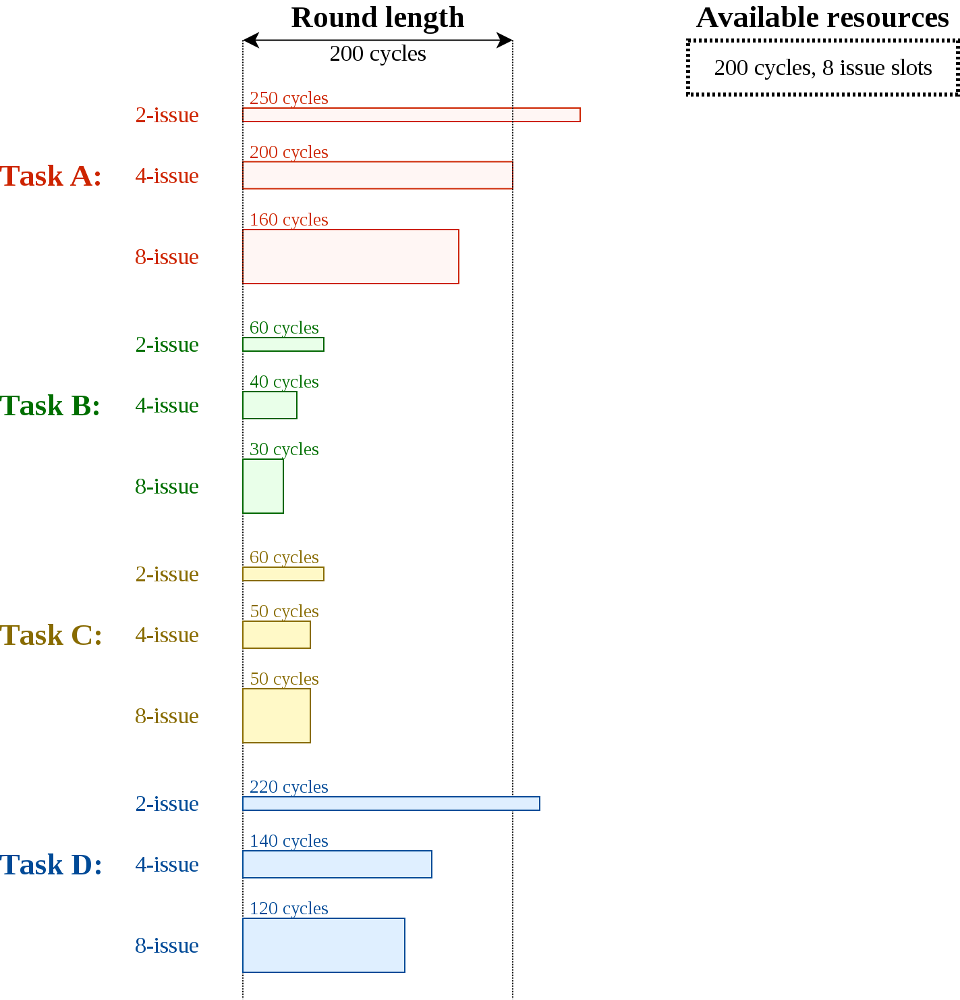 Round length
200 cycles
Available resources
200 cycles, 8 issue slots
Task A:
2-issue
250 cycles
4-issue
200 cycles
8-issue
160 cycles
Task B:
2-issue
60 cycles
4-issue
40 cycles
8-issue
30 cycles
Task C:
2-issue
60 cycles
4-issue
50 cycles
8-issue
50 cycles
Task D:
2-issue
220 cycles
4-issue
140 cycles
8-issue
120 cycles